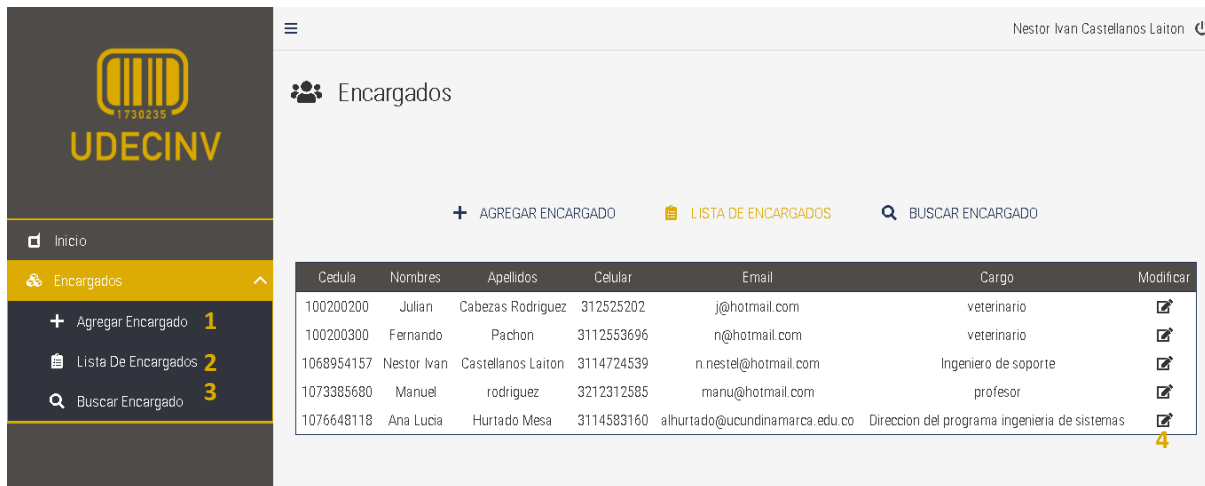 Nestor Ivan Castellanos Laiton
1730235
UDECINV
Encargados
AGREGAR ENCARGADO LISTA DE ENCARGADOS BUSCAR ENCARGADO
Inicio
Encargados
Agregar Encargado 1
Lista De Encargados 2
Buscar Encargado 3
Cedula Nombres Apellidos Celular Email Cargo Modificar
100200200 Julian Cabezas Rodriguez 312525202 j@hotmail.com veterinario
100200300 Fernando Pachon 3112553696 n@hotmail.com veterinario
1068954157 Nestor Ivan Castellanos Laiton 3114724539 n.nestel@hotmail.com Ingeniero de soporte
1073385680 Manuel rodriguez 3212312585 manu@hotmail.com profesor
1076648118 Ana Lucia Hurtado Mesa 3114583160 alhurtado@ucundinamarca.edu.co Direccion del programa ingenieria de sistemas
4